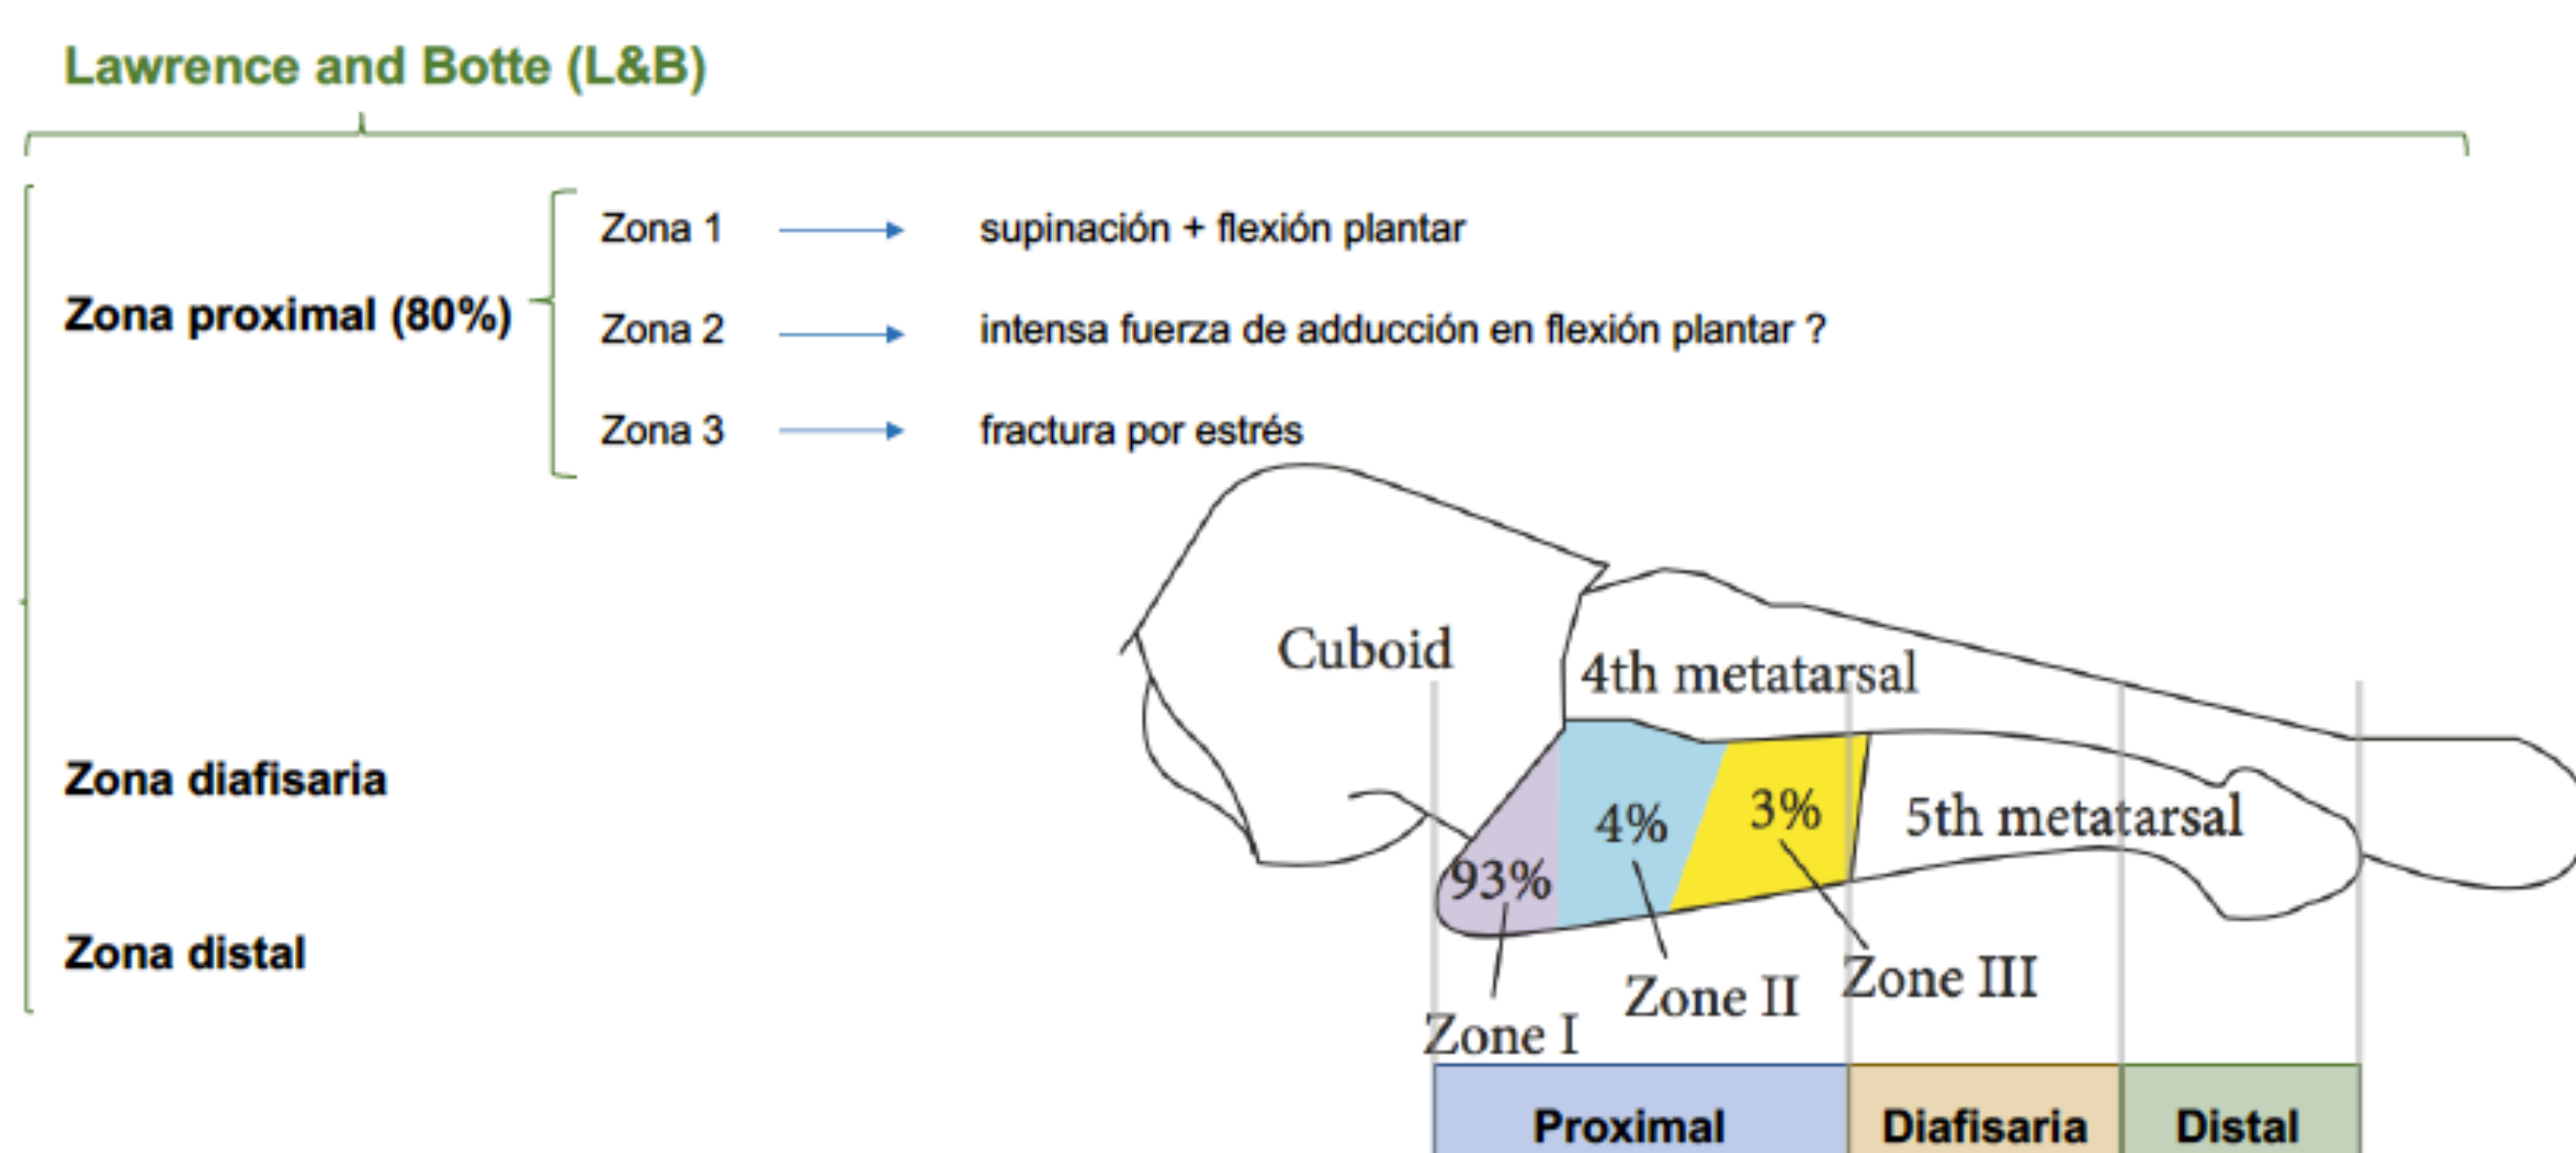 Lawrence and Botte (L&B)
Zona 1
supinación + flexión plantar
Zona proximal (80%)
Zona 2
intensa fuerza de adducción en flexión plantar ?
Zona 3
fractura por estrés
Cuboid
4th metatarsal
Zona diafisaria
93%
4%
3%
5th metatarsal
Zona distal
Zone I
Zone II
Zone III
Proximal
Diafisaria
Distal